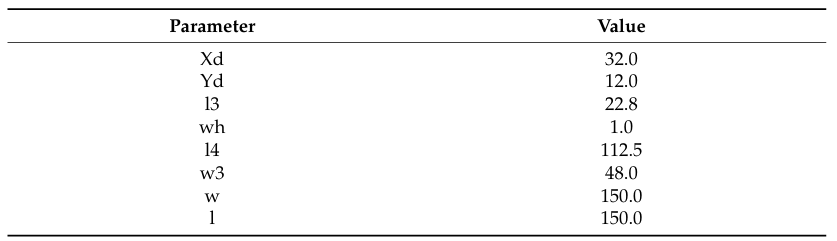 Parameter Value
Xd 32.0
Yd 12.0
l3 22.8
wh 1.0
l4 112.5
w3 48.0
w 150.0
l 150.0